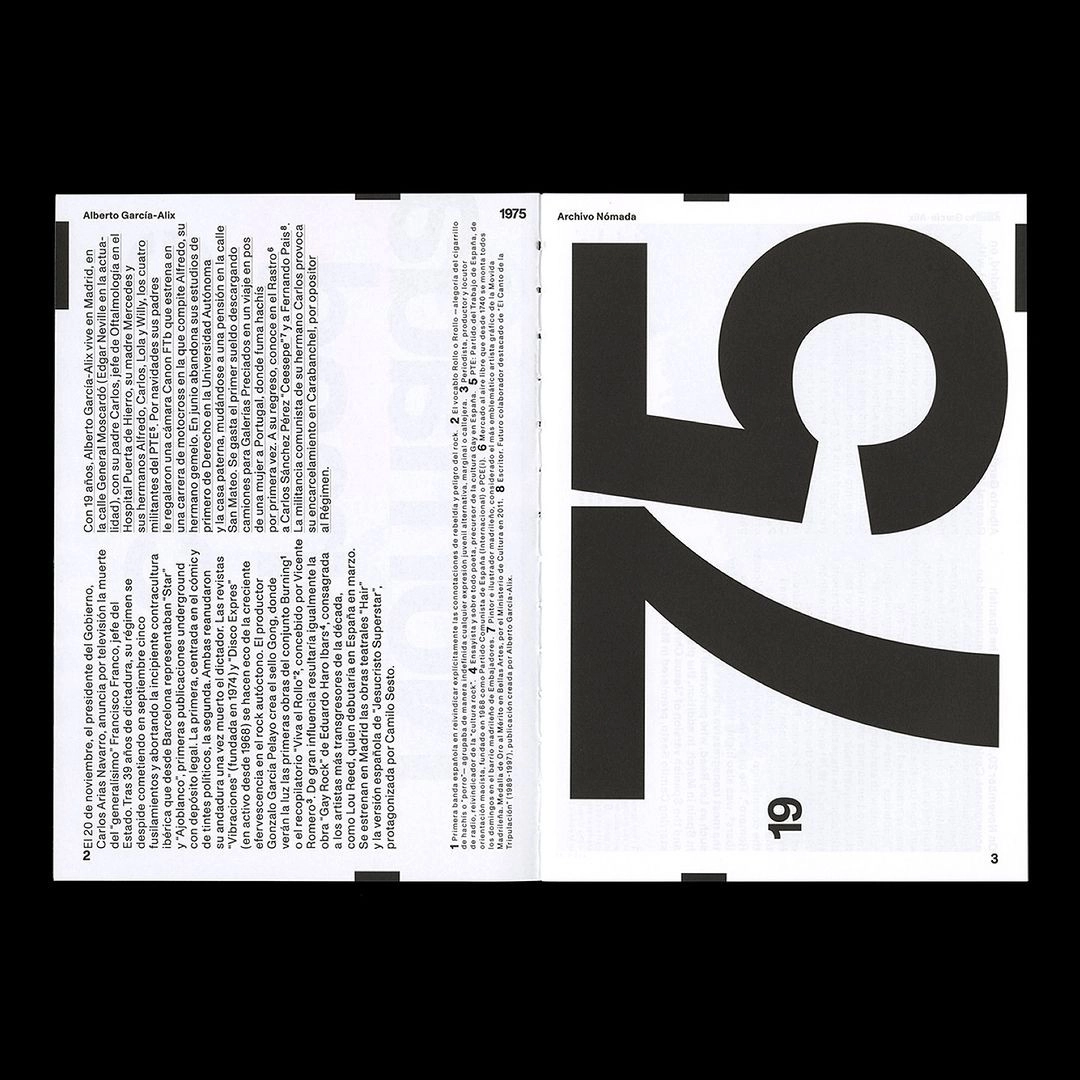 Alberto García-Alix
1975
El 20 de noviembre, el presidente del Gobierno,
Carlos Arias Navarro, anuncia por televisión la muerte
del "generalísimo" Francisco Franco, jefe del
Estado. Tras 39 años de dictadura, su régimen se
despide cometiendo en septiembre cinco
fusilamientos y abortando la incipiente contracultura
ibérica que desde Barcelona representaban "Star"
y "Ajoblanco", primeras publicaciones underground
con depósito legal. La primera, centrada en el cómic y
de tintes políticos, la segunda. Ambas reanudaron
su andadura una vez muerto el dictador. Las revistas
"Vibraciones" (fundada en 1974) y "Disco Expres"
(en activo desde 1968) se hacen eco de la creciente
efervescencia en el rock autóctono. El productor
Gonzalo García Pelayo crea el sello Gong, donde
verán la luz las primeras obras del conjunto Burning¹
o el recopilatorio "Viva el Rollo"², concebido por Vicente
Romero³. De gran influencia resultaría igualmente la
obra "Gay Rock" de Eduardo Haro Ibars⁴, consagrada
a los artistas más transgresores de la década,
como Lou Reed, quien debutaría en España en marzo.
Se estrenan en Madrid las obras teatrales "Hair"
y la versión española de "Jesucristo Superstar",
protagonizada por Camilo Sesto.
Con 19 años, Alberto García-Alix vive en Madrid, en
la calle General Moscardó (Edgar Neville en la actua-
lidad), con su padre Carlos, jefe de Oftalmología en el
Hospital Puerta de Hierro, su madre Mercedes y
sus hermanos Alfredo, Carlos, Lola y Willy, los cuatro
militantes del PTE⁵. Por navidades sus padres
le regalaron una cámara Canon FTb que estrena en
una carrera de motocross en la que compite Alfredo, su
hermano gemelo. En junio abandona sus estudios de
primero de Derecho en la Universidad Autónoma
y la casa paterna, mudándose a una pensión en la calle
San Mateo. Se gasta el primer sueldo descargando
camiones para Galerías Preciados en un viaje en pos
de una mujer a Portugal, donde fuma hachís
por primera vez. A su regreso, conoce en el Rastro⁶
a Carlos Sánchez Pérez "Ceesepe"⁷ y a Fernando Pais⁸.
La militancia comunista de su hermano Carlos provoca
su encarcelamiento en Carabanchel, por opositor
al Régimen.
1 Primera banda española en reivindicar explícitamente las connotaciones de rebeldía y peligro del rock. 2 El vocablo Rollo o Rrollo —alegoría del cigarrillo
de hachís o "porro"— agrupaba de manera indefinida cualquier expresión juvenil alternativa, marginal o callejera. 3 Periodista, productor y locutor
de radio, reivindicador de la "cultura rock". 4 Ensayista y sobre todo poeta, precursor de la cultura Gay en España. 5 PTE: Partido del Trabajo de España, de
orientación maoísta, fundado en 1968 como Partido Comunista de España (Internacional) o PCE(i). 6 Mercado al aire libre que desde 1740 se monta todos
los domingos en el barrio madrileño de Embajadores. 7 Pintor e ilustrador madrileño, considerado el más emblemático artista gráfico de la Movida
Madrileña. Medalla de Oro al Mérito en Bellas Artes, por el Ministerio de Cultura en 2011. 8 Escritor. Futuro colaborador destacado de "El Canto de la
Tripulación" (1989-1997), publicación creada por Alberto García-Alix.
2
Archivo Nómada
19
75
3